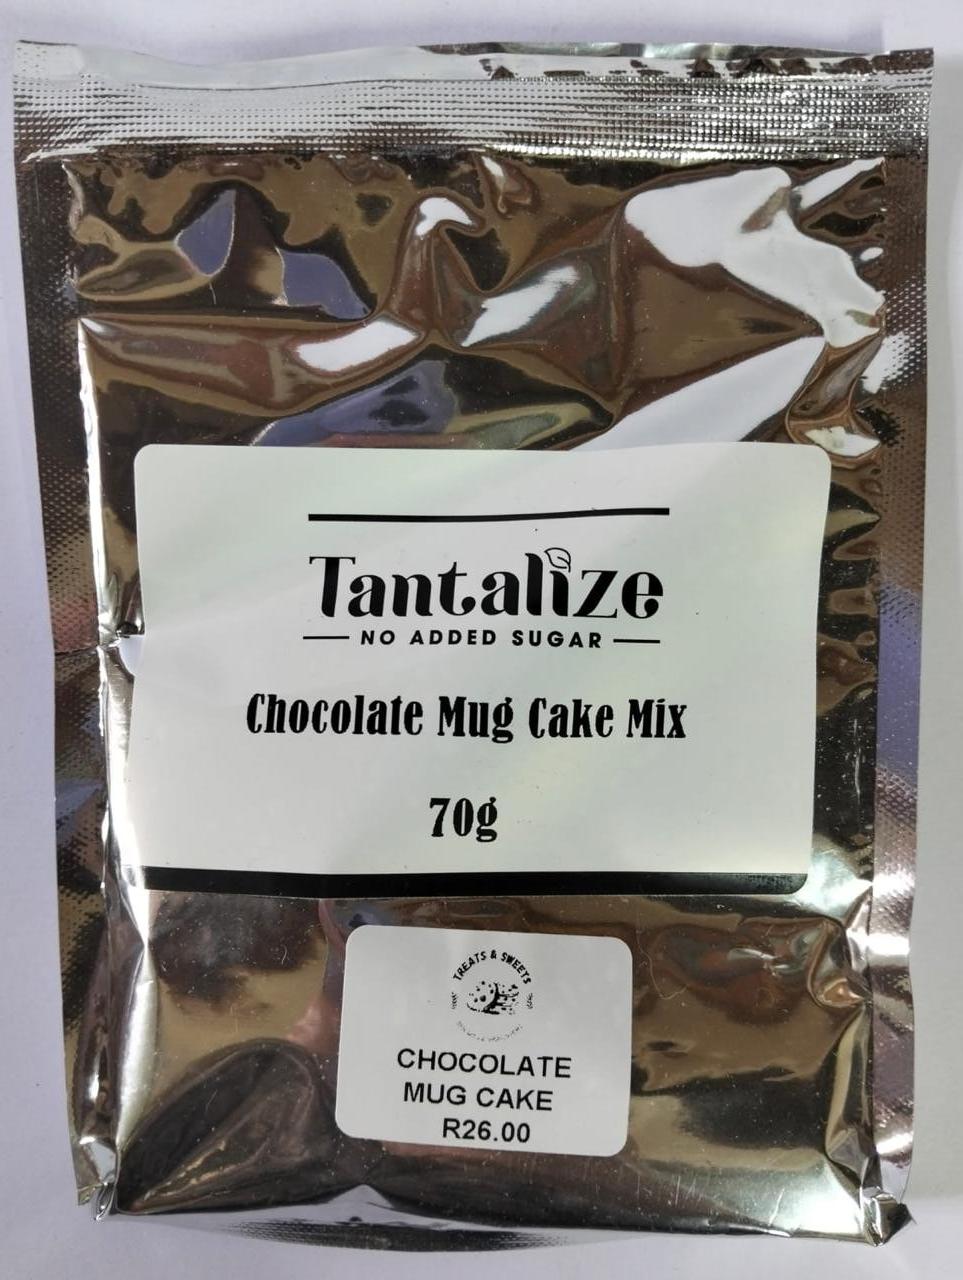 Tantalize
NO ADDED SUGAR
Chocolate Mug Cake Mix
70g
TREATS & SWEETS
CHOCOLATE
MUG CAKE
R26.00